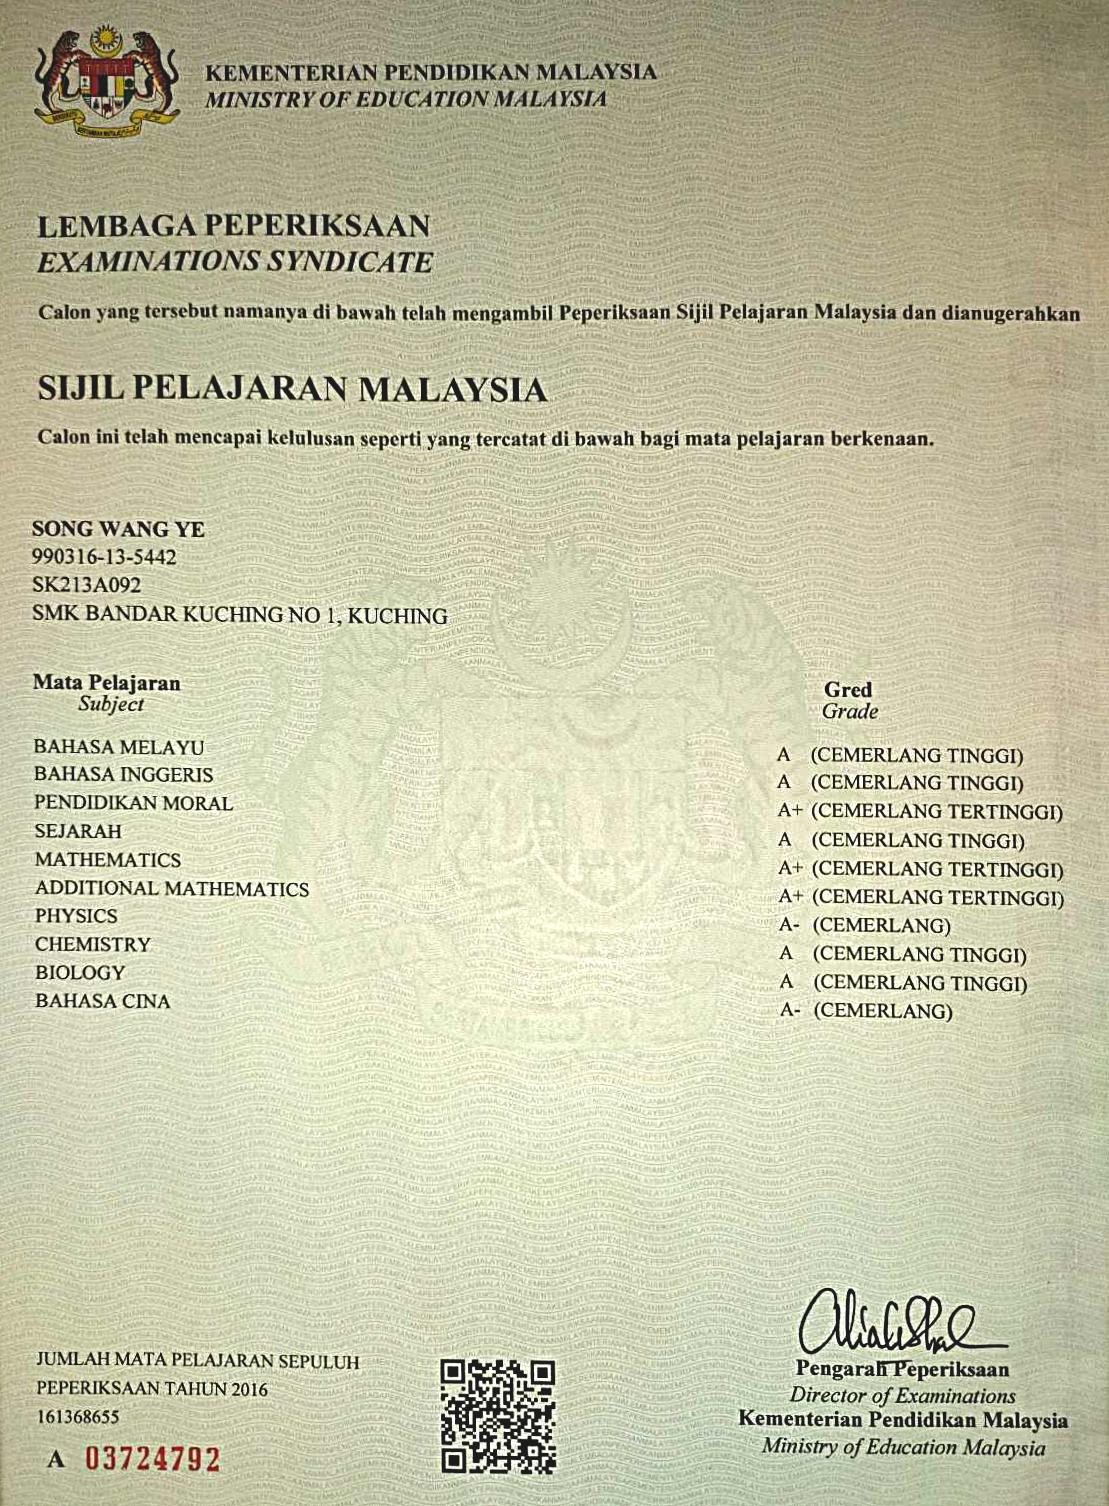 KEMENTERIAN PENDIDIKAN MALAYSIA
MINISTRY OF EDUCATION MALAYSIA
LEMBAGA PEPERIKSAAN
EXAMINATIONS SYNDICATE
Calon yang tersebut namanya di bawah telah mengambil Peperiksaan Sijil Pelajaran Malaysia dan dianugerahkan
SIJIL PELAJARAN MALAYSIA
Calon ini telah mencapai kelulusan seperti yang tercatat di bawah bagi mata pelajaran berkenaan.
SONG WANG YE
990316-13-5442
SK213A092
SMK BANDAR KUCHING NO 1, KUCHING
Mata Pelajaran Gred
Subject Grade
BAHASA MELAYU A (CEMERLANG TINGGI)
BAHASA INGGERIS A (CEMERLANG TINGGI)
PENDIDIKAN MORAL A+ (CEMERLANG TERTINGGI)
SEJARAH A (CEMERLANG TINGGI)
MATHEMATICS A+ (CEMERLANG TERTINGGI)
ADDITIONAL MATHEMATICS A+ (CEMERLANG TERTINGGI)
PHYSICS A- (CEMERLANG)
CHEMISTRY A (CEMERLANG TINGGI)
BIOLOGY A (CEMERLANG TINGGI)
BAHASA CINA A- (CEMERLANG)
JUMLAH MATA PELAJARAN SEPULUH
PEPERIKSAAN TAHUN 2016
161368655
A 03724792
Pengarah Peperiksaan
Director of Examinations
Kementerian Pendidikan Malaysia
Ministry of Education Malaysia